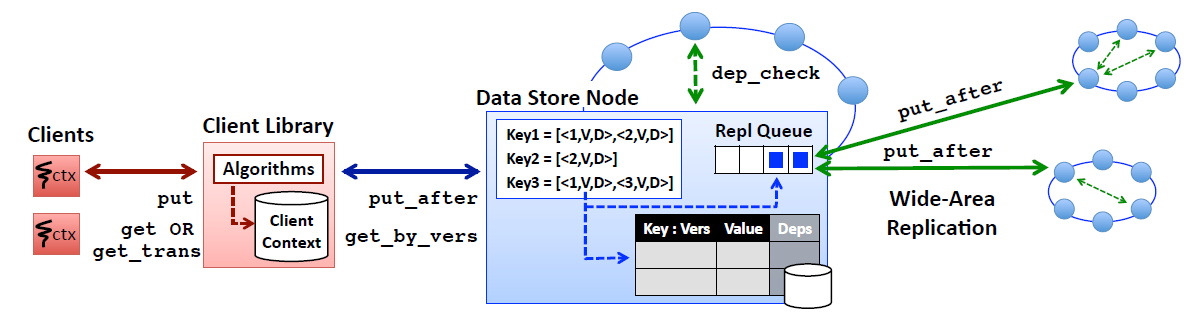 Clients
ctx
ctx
put
get OR
get_trans
Client Library
Algorithms
Client
Context
put_after
get_by_vers
Data Store Node
Key1 = [<1,V,D>,<2,V,D>]
Key2 = [<2,V,D>]
Key3 = [<1,V,D>,<3,V,D>]
dep_check
Repl Queue
Key : Vers Value Deps
put_after
put_after
Wide-Area
Replication